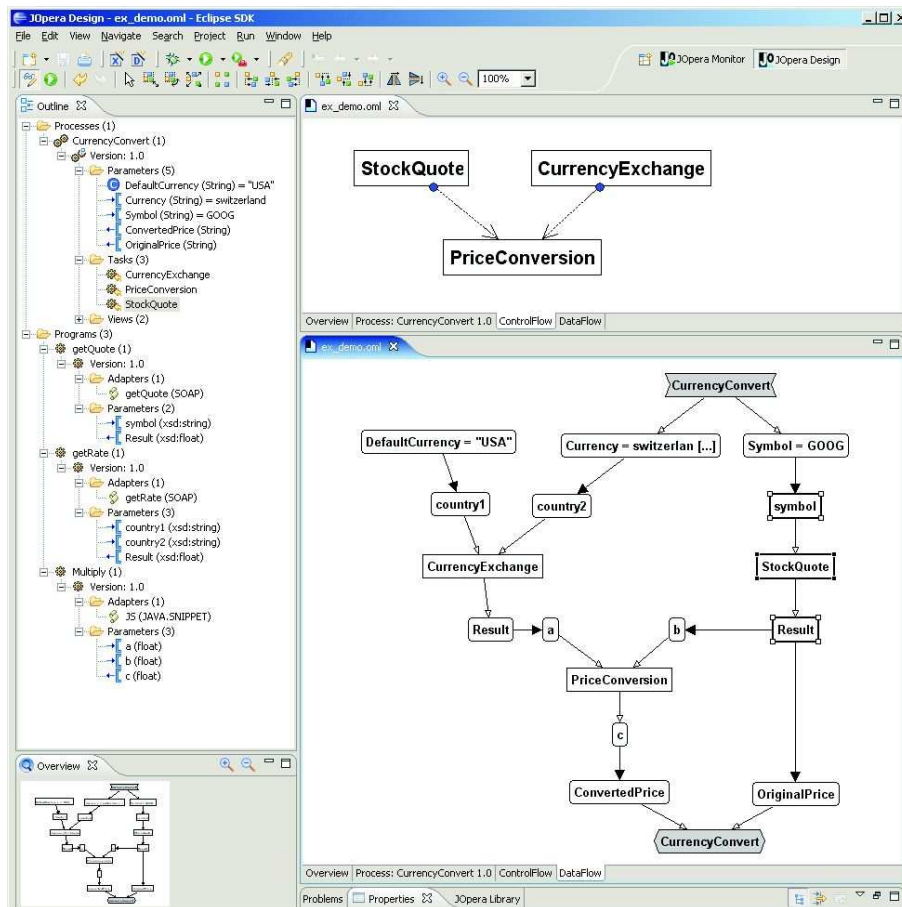 JOpera Design - ex_demo.oml - Eclipse SDK
File Edit View Navigate Search Project Run Window Help
JOpera Monitor JOpera Design
100%
Outline
Processes (1)
CurrencyConvert (1)
Version: 1.0
Parameters (5)
DefaultCurrency (String) = "USA"
Currency (String) = switzerland
Symbol (String) = GOOG
ConvertedPrice (String)
OriginalPrice (String)
Tasks (3)
CurrencyExchange
PriceConversion
StockQuote
Views (2)
Programs (3)
getQuote (1)
Version: 1.0
Adapters (1)
getQuote (SOAP)
Parameters (2)
symbol (xsd:string)
Result (xsd:float)
getRate (1)
Version: 1.0
Adapters (1)
getRate (SOAP)
Parameters (3)
country1 (xsd:string)
country2 (xsd:string)
Result (xsd:float)
Multiply (1)
Version: 1.0
Adapters (1)
JS (JAVA.SNIPPET)
Parameters (3)
a (float)
b (float)
c (float)
Overview
ex_demo.oml
StockQuote CurrencyExchange
PriceConversion
Overview Process: CurrencyConvert 1.0 ControlFlow DataFlow
ex_demo.oml
CurrencyConvert
DefaultCurrency = "USA" Currency = switzerlan [...] Symbol = GOOG
country1 country2 symbol
CurrencyExchange StockQuote
Result a b Result
PriceConversion
c
ConvertedPrice OriginalPrice
CurrencyConvert
Overview Process: CurrencyConvert 1.0 ControlFlow DataFlow
Problems Properties JOpera Library